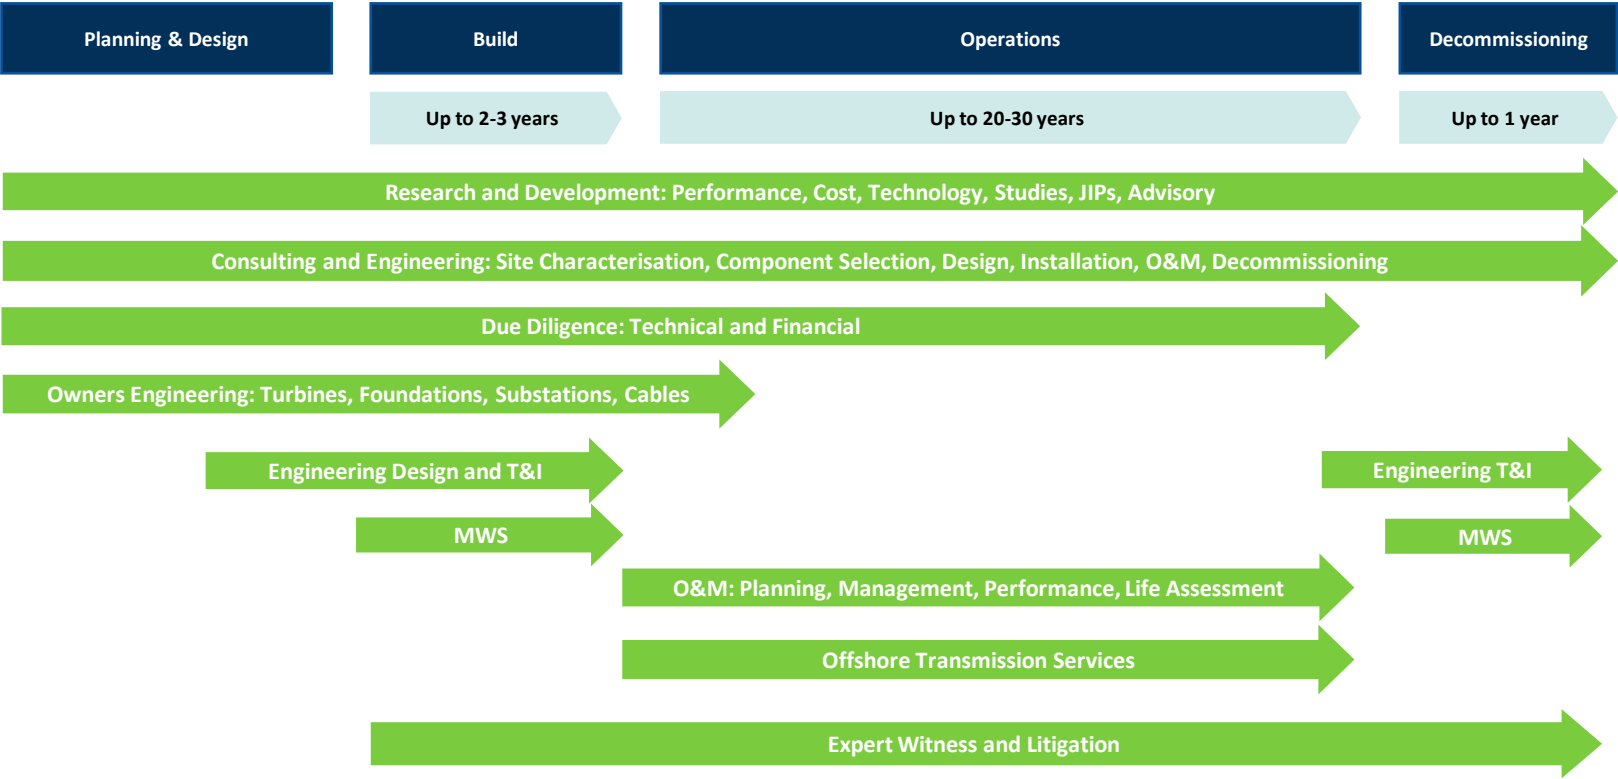 Planning & Design
Build
Operations
Decommissioning
Up to 2-3 years
Up to 20-30 years
Up to 1 year
Research and Development: Performance, Cost, Technology, Studies, JIPs, Advisory
Consulting and Engineering: Site Characterisation, Component Selection, Design, Installation, O&M, Decommissioning
Due Diligence: Technical and Financial
Owners Engineering: Turbines, Foundations, Substations, Cables
Engineering Design and T&I
Engineering T&I
MWS
MWS
O&M: Planning, Management, Performance, Life Assessment
Offshore Transmission Services
Expert Witness and Litigation